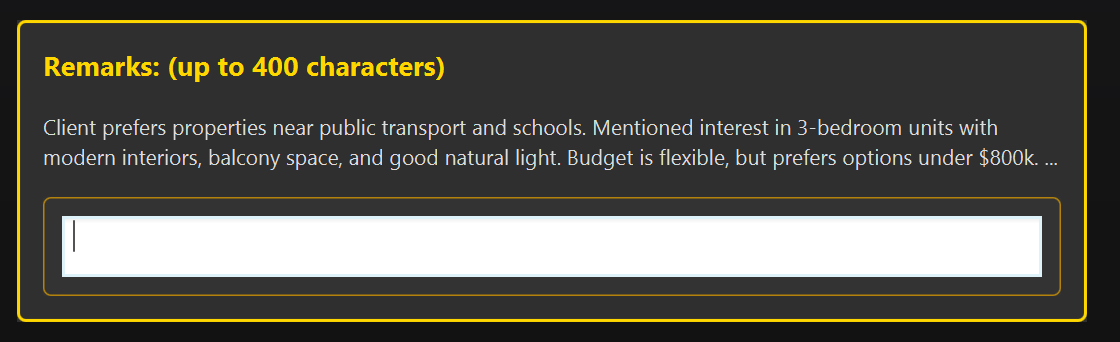 Remarks: (up to 400 characters)
Client prefers properties near public transport and schools. Mentioned interest in 3-bedroom units with
modern interiors, balcony space, and good natural light. Budget is flexible, but prefers options under $800k. ...